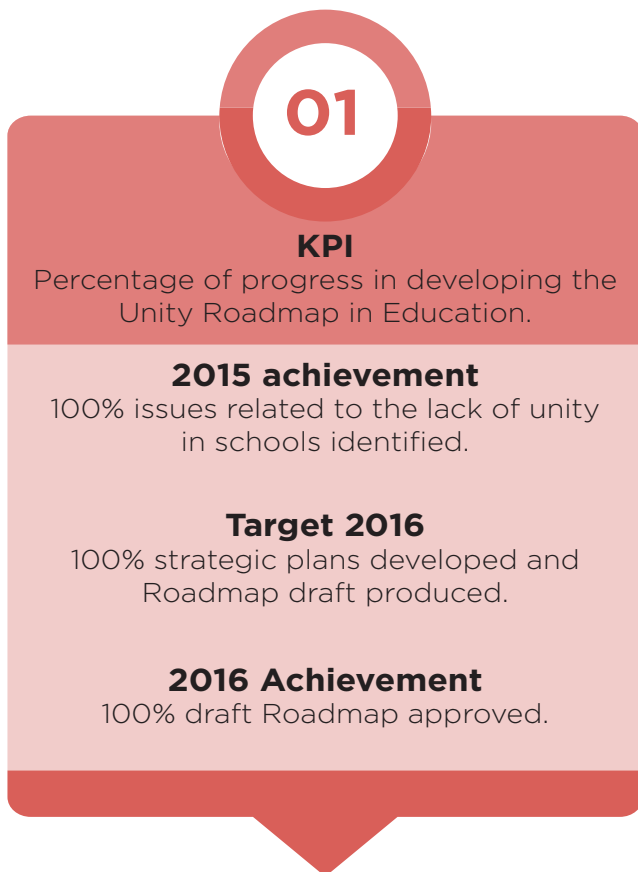 01
KPI
Percentage of progress in developing the
Unity Roadmap in Education.
2015 achievement
100% issues related to the lack of unity
in schools identified.
Target 2016
100% strategic plans developed and
Roadmap draft produced.
2016 Achievement
100% draft Roadmap approved.